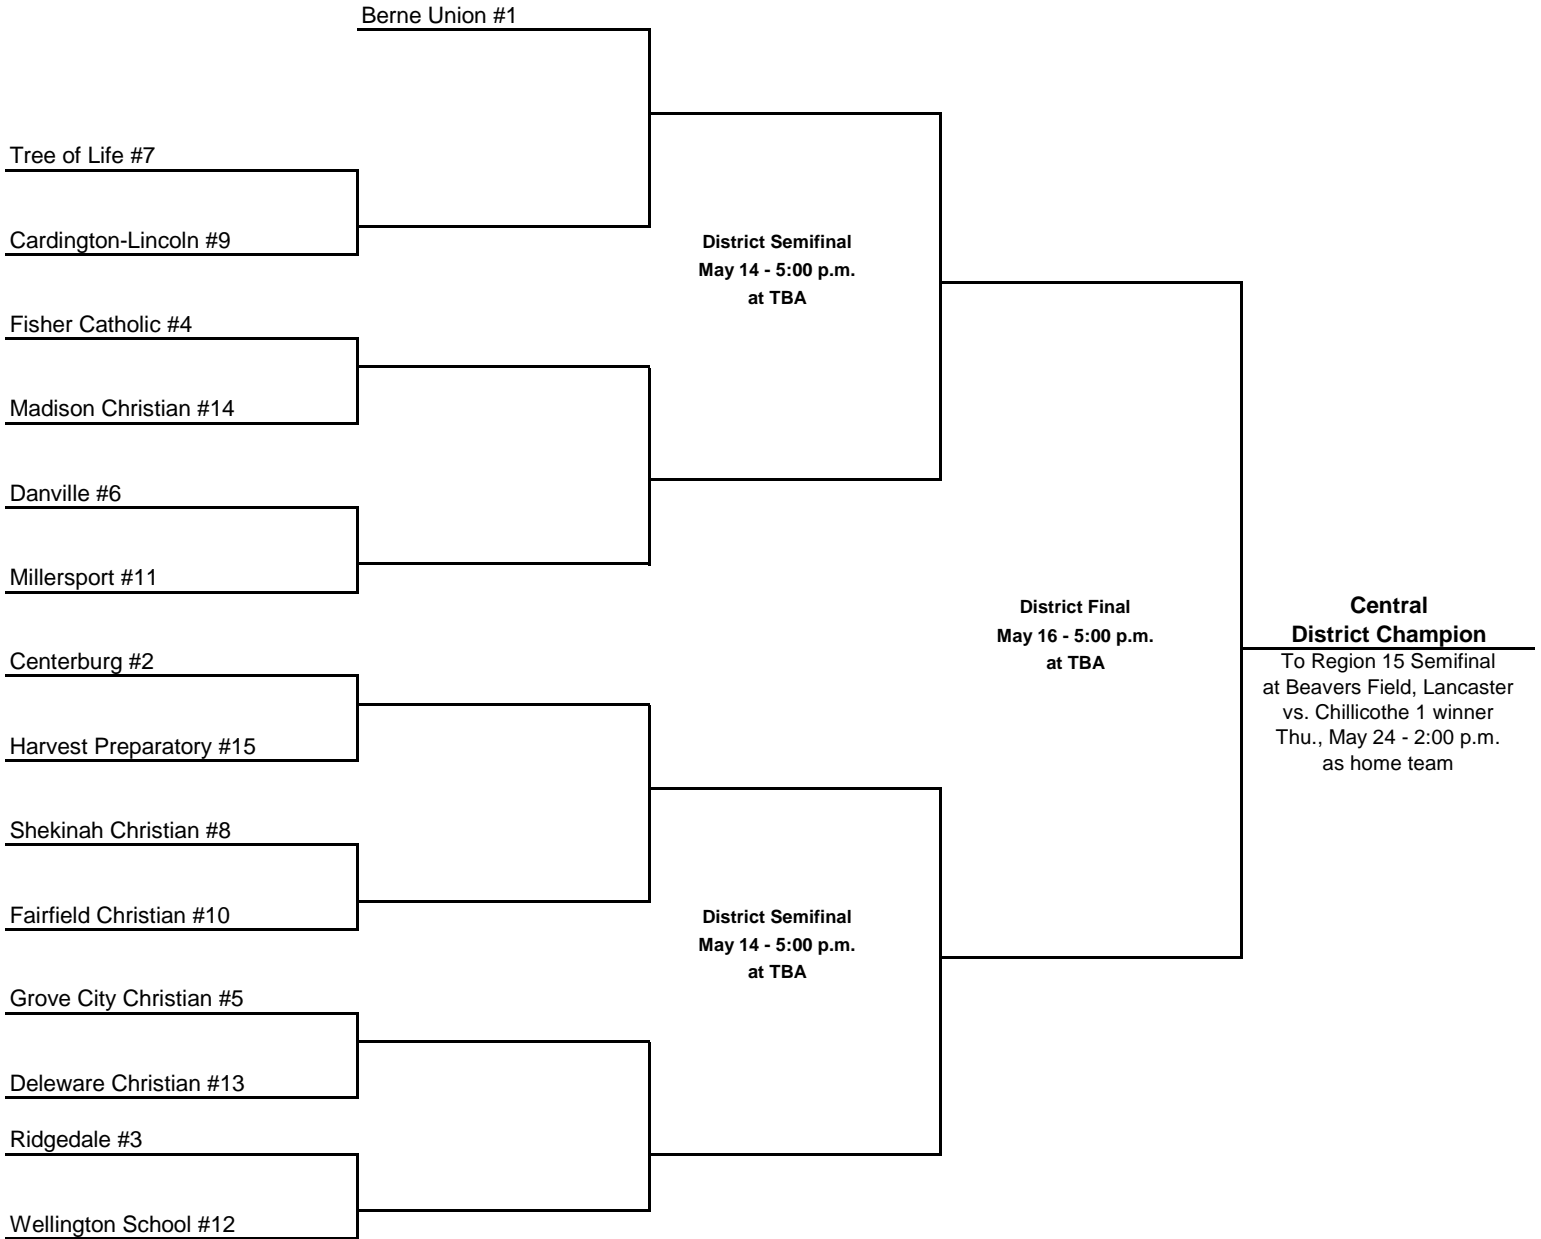 Berne Union #1
Tree of Life #7
Cardington-Lincoln #9
District Semifinal
May 14 - 5:00 p.m.
at TBA
Fisher Catholic #4
Madison Christian #14
Danville #6
Millersport #11
District Final
May 16 - 5:00 p.m.
at TBA
Central
District Champion
To Region 15 Semifinal
at Beavers Field, Lancaster
vs. Chillicothe 1 winner
Thu., May 24 - 2:00 p.m.
as home team
Centerburg #2
Harvest Preparatory #15
Shekinah Christian #8
Fairfield Christian #10
District Semifinal
May 14 - 5:00 p.m.
at TBA
Grove City Christian #5
Deleware Christian #13
Ridgedale #3
Wellington School #12